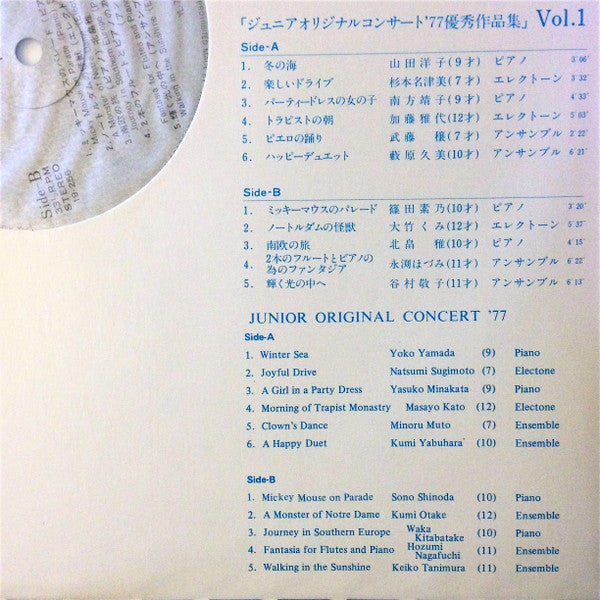 「ジュニアオリジナルコンサート'77優秀作品集」 Vol.1
Side-A
1. 冬の海 山田洋子(9才) ピアノ 3'06"
2. 楽しいドライブ 杉本名津美(7才) エレクトーン 3'32"
3. パーティードレスの女の子 南方靖子(9才) ピアノ 4'33"
4. トラピストの朝 加藤雅代(12才) エレクトーン 5'03"
5. ピエロの踊り 武藤穣(7才) アンサンブル 2'22"
6. ハッピーデュエット 藪原久美(10才) アンサンブル 6'21"
Side-B
1. ミッキーマウスのパレード 篠田素乃(10才) ピアノ 3'20"
2. ノートルダムの怪獣 大竹くみ(12才) エレクトーン 5'37"
3. 南欧の旅 北畠雅(10才) ピアノ 4'15"
4. 2本のフルートとピアノの為のファンタジア 永渕はづみ(11才) アンサンブル 6'22"
5. 輝く光の中へ 谷村敬子(11才) アンサンブル 6'13"
JUNIOR ORIGINAL CONCERT '77
Side-A
1. Winter Sea Yoko Yamada (9) Piano
2. Joyful Drive Natsumi Sugimoto (7) Electone
3. A Girl in a Party Dress Yasuko Minakata (9) Piano
4. Morning of Trapist Monastry Masayo Kato (12) Electone
5. Clown's Dance Minoru Muto (7) Ensemble
6. A Happy Duet Kumi Yabuhara (10) Ensemble
Side-B
1. Mickey Mouse on Parade Sono Shinoda (10) Piano
2. A Monster of Notre Dame Kumi Otake (12) Ensemble
3. Journey in Southern Europe Waka Kitabatake (10) Piano
4. Fantasia for Flutes and Piano Hozumi Nagafuchi (11) Ensemble
5. Walking in the Sunshine Keiko Tanimura (11) Ensemble
Side-B
33 RPM
STEREO